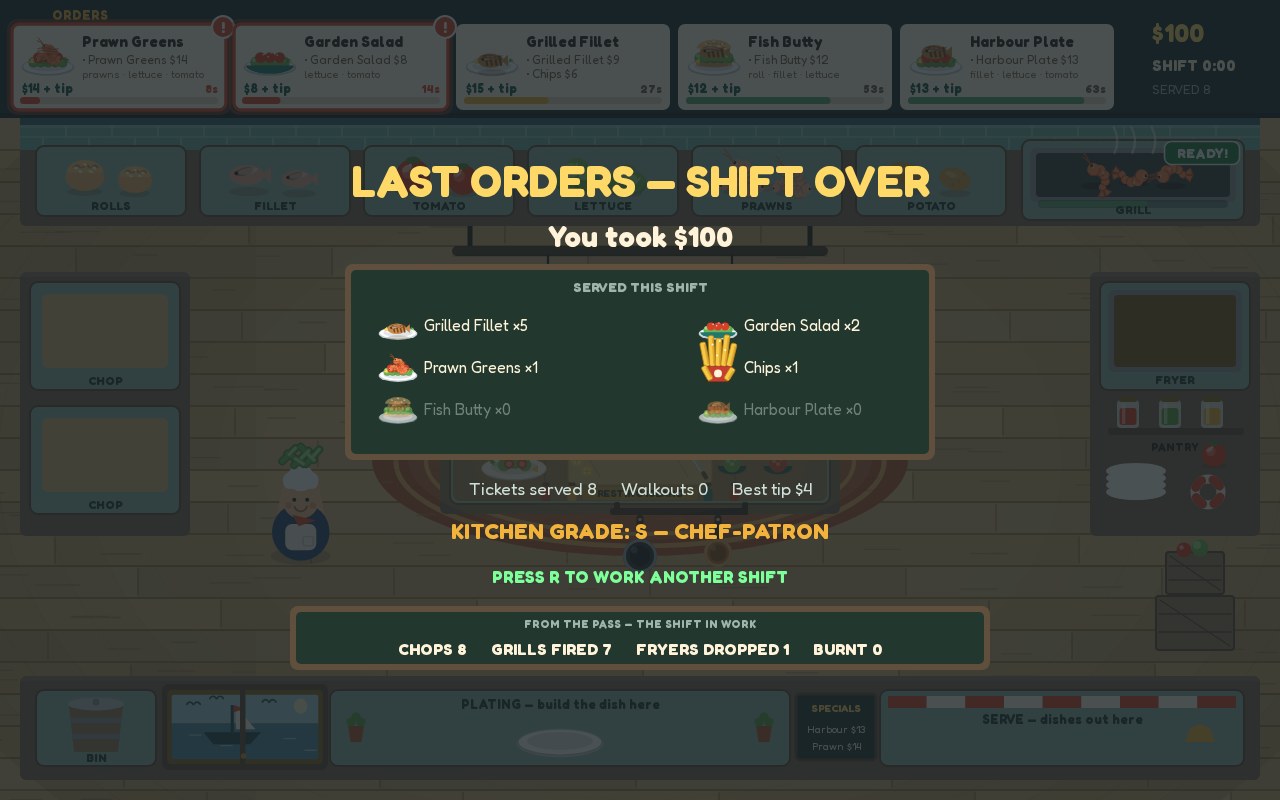 ORDERS
Prawn Greens
· Prawn Greens $14
prawns · lettuce · tomato
$14 + tip
8s
!
Garden Salad
· Garden Salad $8
lettuce · tomato
$8 + tip
14s
!
Grilled Fillet
· Grilled Fillet $9
· Chips $6
$15 + tip
27s
Fish Butty
· Fish Butty $12
roll · fillet · lettuce
$12 + tip
53s
Harbour Plate
· Harbour Plate $13
fillet · lettuce · tomato
$13 + tip
63s
$100
SHIFT 0:00
SERVED 8
ROLLS
FILLET
TOMATO
LETTUCE
PRAWNS
POTATO
READY!
GRILL
LAST ORDERS – SHIFT OVER
You took $100
SERVED THIS SHIFT
Grilled Fillet ×5
Garden Salad ×2
Prawn Greens ×1
Chips ×1
Fish Butty ×0
Harbour Plate ×0
CHOP
CHOP
FRYER
PANTRY
Tickets served 8 Walkouts 0 Best tip $4
KITCHEN GRADE: S – CHEF-PATRON
PRESS R TO WORK ANOTHER SHIFT
FROM THE PASS – THE SHIFT IN WORK
CHOPS 8 GRILLS FIRED 7 FRYERS DROPPED 1 BURNT 0
BIN
PLATING – build the dish here
SPECIALS
Harbour $13
Prawn $14
SERVE – dishes out here